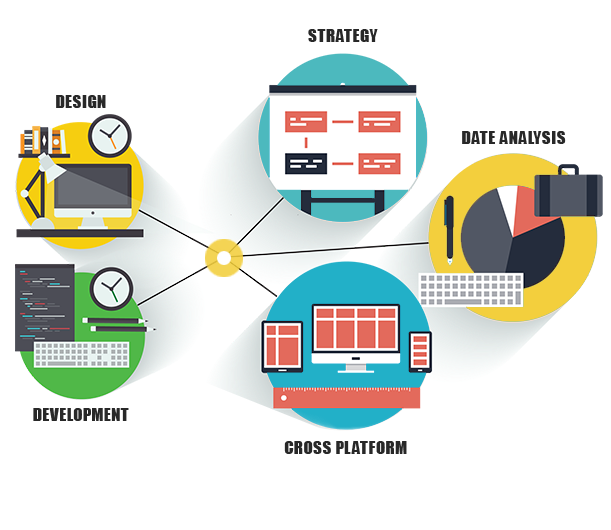 STRATEGY
DESIGN
DATE ANALYSIS
DEVELOPMENT
CROSS PLATFORM